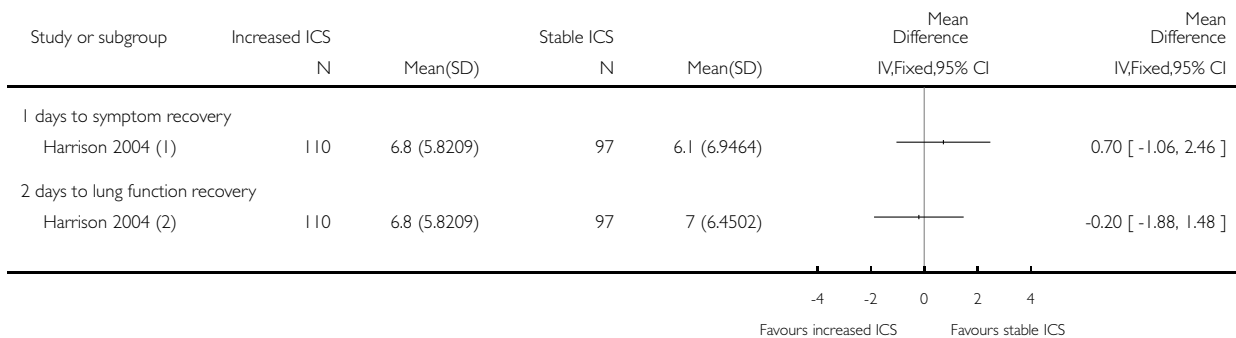 Mean Mean
Study or subgroup Increased ICS Stable ICS Difference Difference
N Mean(SD) N Mean(SD) IV,Fixed,95% CI IV,Fixed,95% CI
1 days to symptom recovery
Harrison 2004 (1) 110 6.8 (5.8209) 97 6.1 (6.9464) 0.70 [ -1.06, 2.46 ]
2 days to lung function recovery
Harrison 2004 (2) 110 6.8 (5.8209) 97 7 (6.4502) -0.20 [ -1.88, 1.48 ]
-4 -2 0 2 4
Favours increased ICS Favours stable ICS